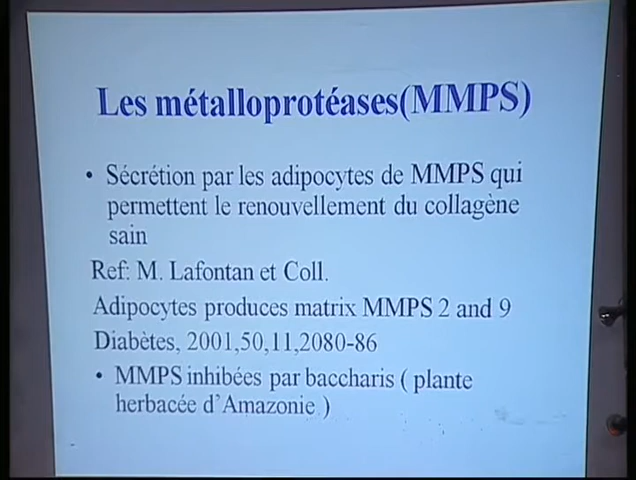 Les métalloprotéases(MMPS)
• Sécrétion par les adipocytes de MMPS qui
permettent le renouvellement du collagène
sain
Ref: M. Lafontan et Coll.
Adipocytes produces matrix MMPS 2 and 9
Diabètes, 2001,50,11,2080-86
• MMPS inhibées par baccharis ( plante
herbacée d'Amazonie )